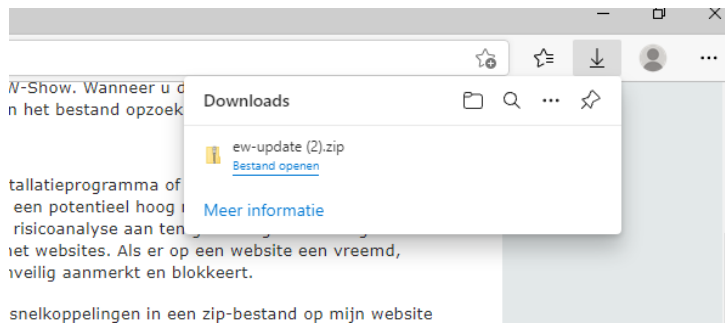 W-Show. Wanneer u d
n het bestand opzoek
Downloads
ew-update (2).zip
Bestand openen
Meer informatie
tallatieprogramma of
een potentieel hoog
risicoanalyse aan ten
net websites. Als er op een website een vreemd,
nveilig aanmerkt en blokkeert.
snelkoppelingen in een zip-bestand op mijn website